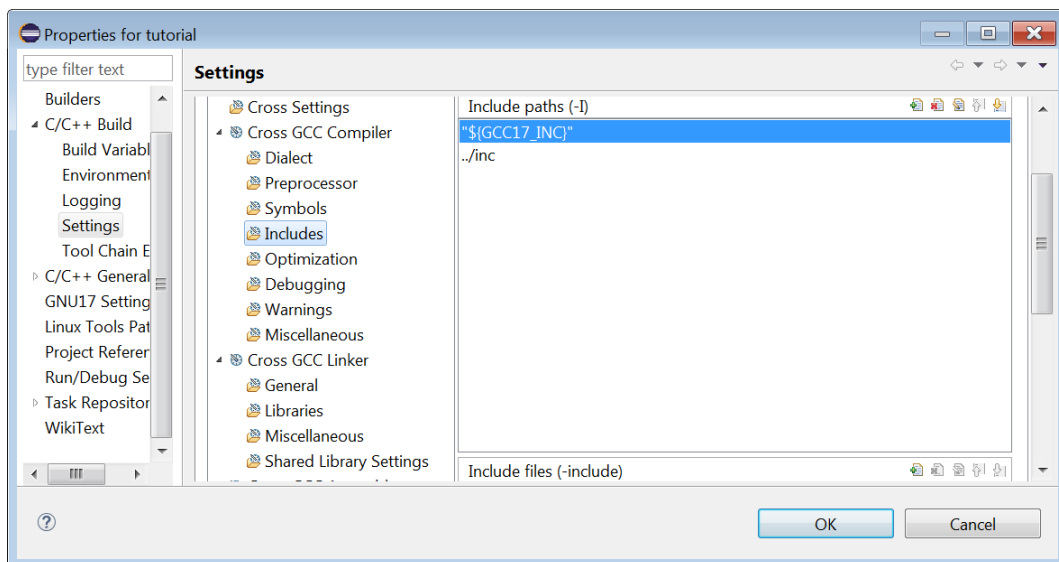 Properties for tutorial
type filter text
Builders
C/C++ Build
Build Variabl
Environment
Logging
Settings
Tool Chain E
C/C++ General
GNU17 Setting
Linux Tools Pat
Project Referen
Run/Debug Se
Task Repositor
WikiText
Settings
Cross Settings
Cross GCC Compiler
Dialect
Preprocessor
Symbols
Includes
Optimization
Debugging
Warnings
Miscellaneous
Cross GCC Linker
General
Libraries
Miscellaneous
Shared Library Settings
Include paths (-I)
"${GCC17_INC}"
../inc
Include files (-include)
OK
Cancel